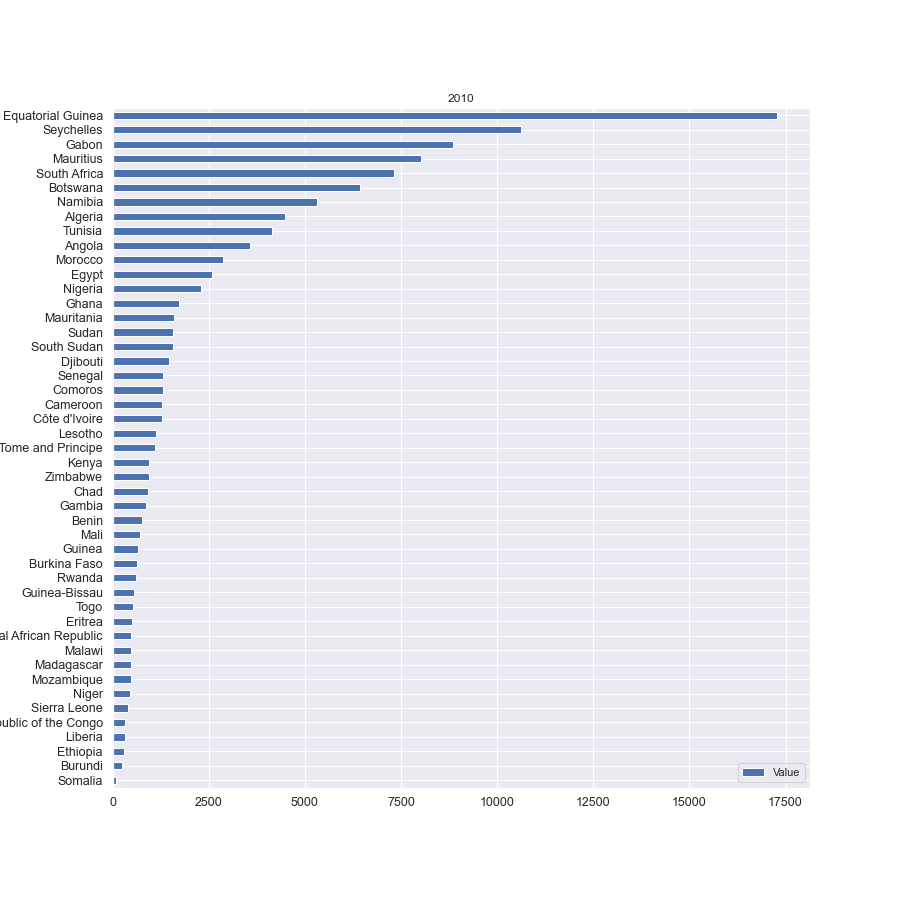 2010
Equatorial Guinea
Seychelles
Gabon
Mauritius
South Africa
Botswana
Namibia
Algeria
Tunisia
Angola
Morocco
Egypt
Nigeria
Ghana
Mauritania
Sudan
South Sudan
Djibouti
Senegal
Comoros
Cameroon
Côte d'Ivoire
Lesotho
Tome and Principe
Kenya
Zimbabwe
Chad
Gambia
Benin
Mali
Guinea
Burkina Faso
Rwanda
Guinea-Bissau
Togo
Eritrea
al African Republic
Malawi
Madagascar
Mozambique
Niger
Sierra Leone
public of the Congo
Liberia
Ethiopia
Burundi
Somalia
Value
0 2500 5000 7500 10000 12500 15000 17500